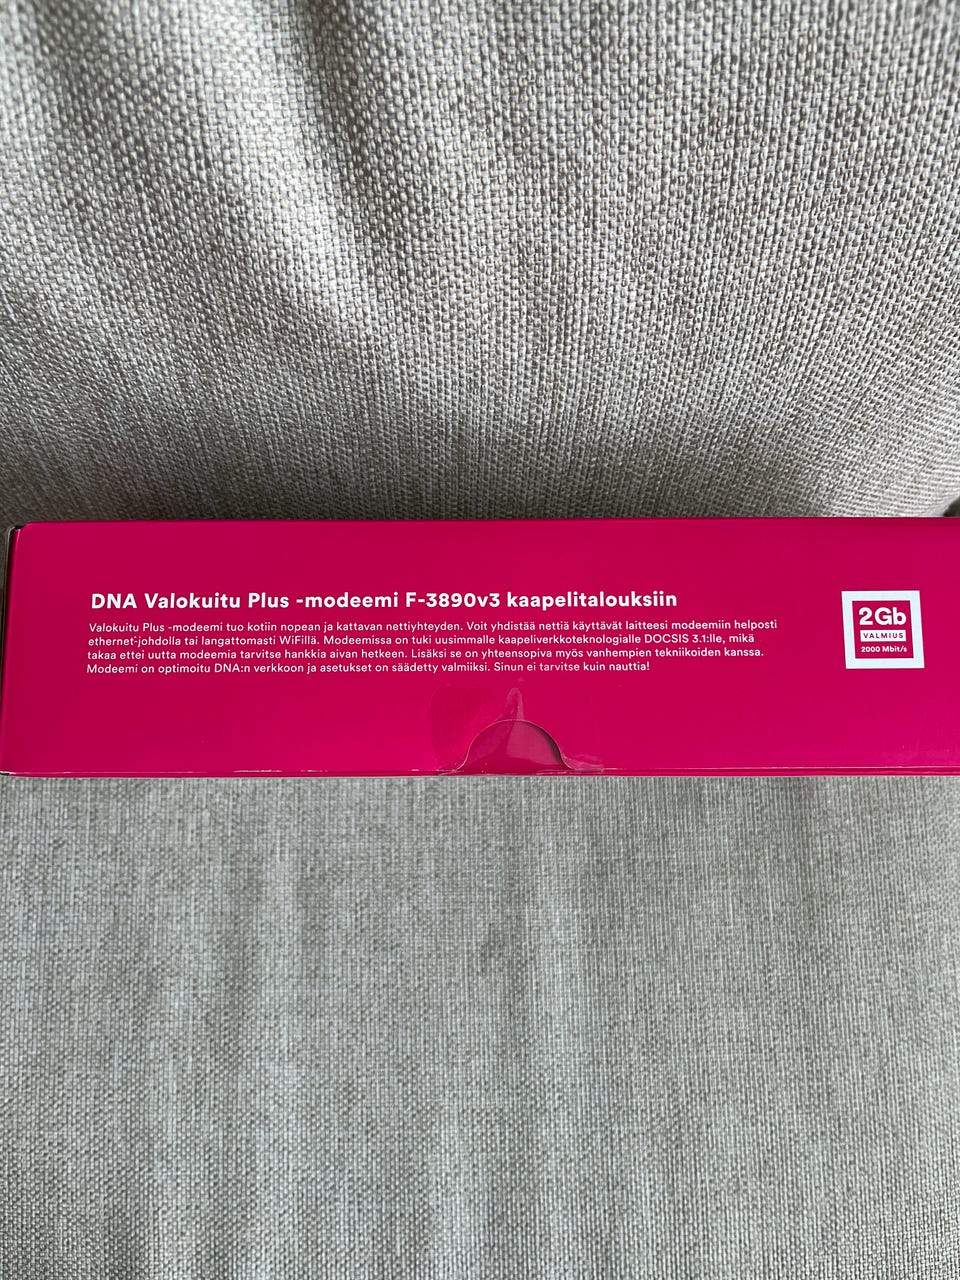 DNA Valokuitu Plus -modeemi F-3890v3 kaapelitalouksiin
Valokuitu Plus -modeemi tuo kotiin nopean ja kattavan nettiyhteyden. Voit yhdistää nettiä käyttävät laitteesi modeemiin helposti
ethernet-johdolla tai langattomasti WiFillä. Modeemissa on tuki uusimmalle kaapeliverkkoteknologialle DOCSIS 3.1:lle, mikä
takaa ettei uutta modeemia tarvitse hankkia aivan hetkeen. Lisäksi se on yhteensopiva myös vanhempien tekniikoiden kanssa.
Modeemi on optimoitu DNA:n verkkoon ja asetukset on säädetty valmiiksi. Sinun ei tarvitse kuin nauttia!
2Gb
VALMIUS
2000 Mbit/s